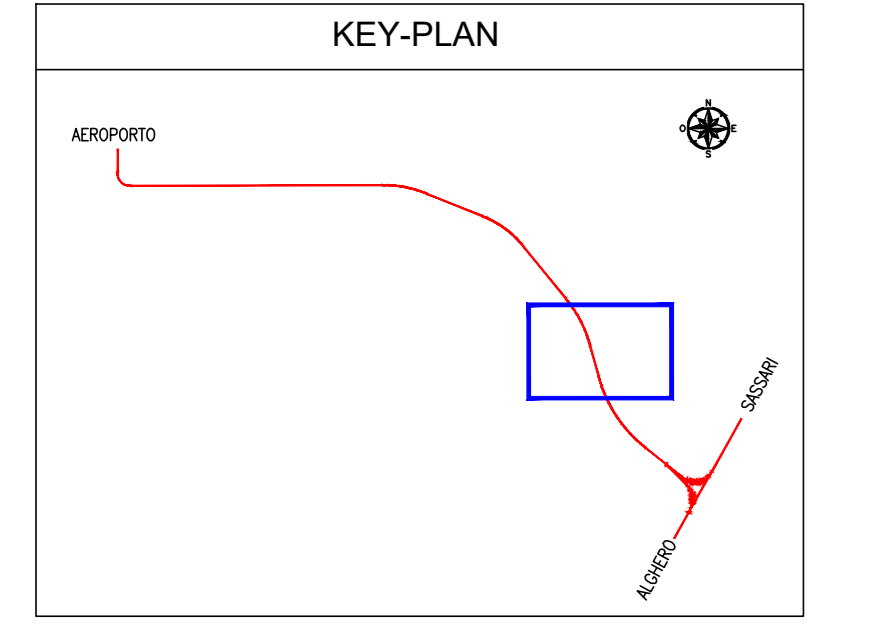 KEY-PLAN
AEROPORTO
N
O
E
S
SASSARI
ALGHERO